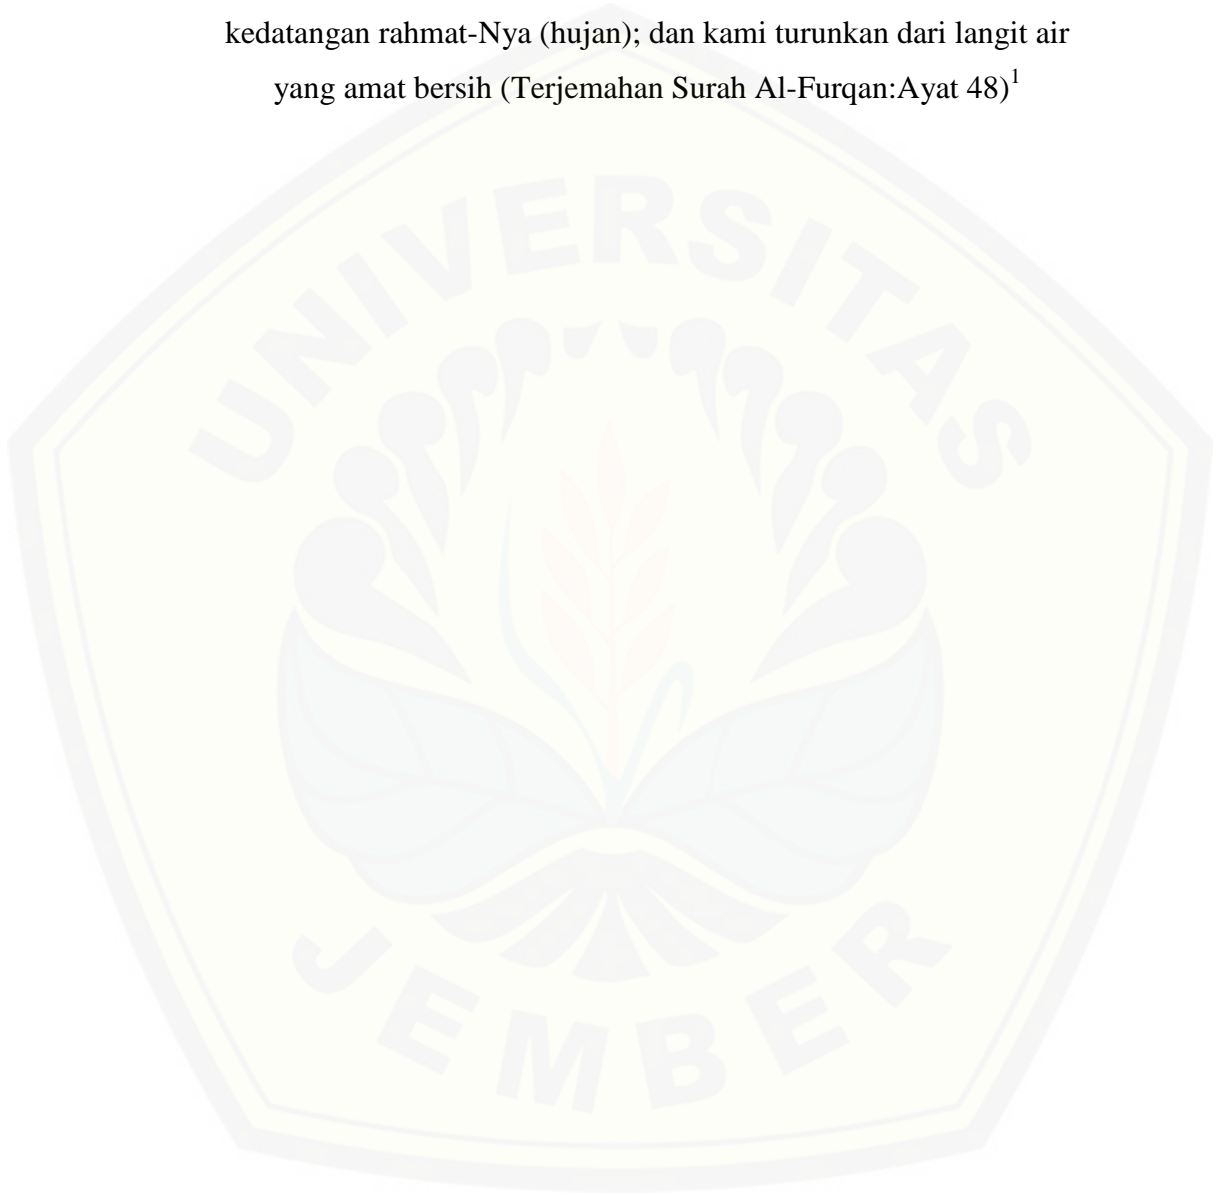 kedatangan rahmat-Nya (hujan); dan kami turunkan dari langit air
yang amat bersih (Terjemahan Surah Al-Furqan:Ayat 48)¹
UNIVERSITAS
JEMBER